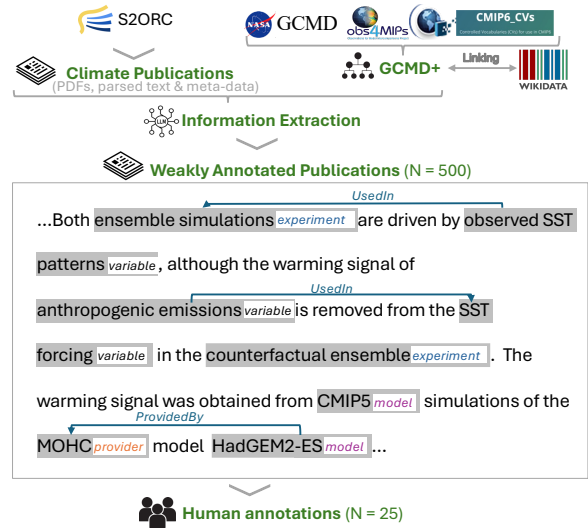 S2ORC
NASA GCMD obs4MIPs CMIP6_CVs
Controlled Vocabularies (CVs) for use in CMIP6
Climate Publications
(PDFs, parsed text & meta-data)
GCMD+
Linking
WIKIDATA
LLM
Information Extraction
Weakly Annotated Publications (N = 500)
UsedIn
...Both ensemble simulations experiment are driven by observed SST
patterns variable, although the warming signal of
UsedIn
anthropogenic emissions variable is removed from the SST
forcing variable in the counterfactual ensemble experiment. The
warming signal was obtained from CMIP5 model simulations of the
ProvidedBy
MOHC provider model HadGEM2-ES model ...
Human annotations (N = 25)